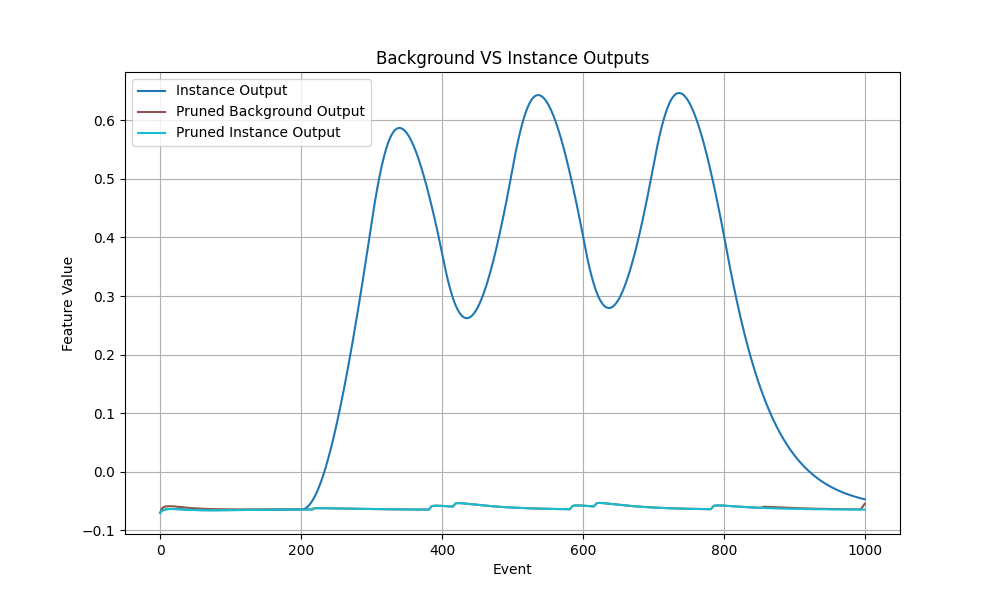 Background VS Instance Outputs
Instance Output
Pruned Background Output
Pruned Instance Output
Feature Value
0.6
0.5
0.4
0.3
0.2
0.1
0.0
−0.1
0 200 400 600 800 1000
Event